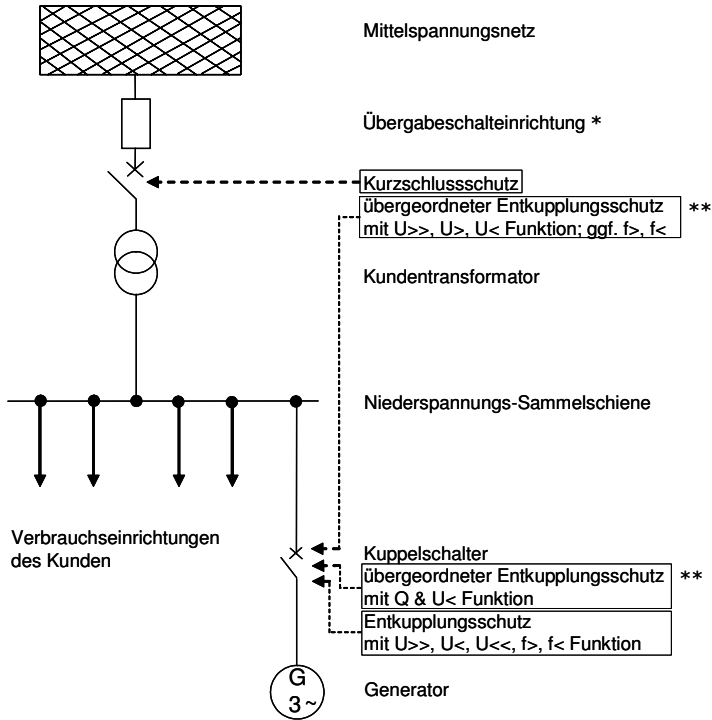 Mittelspannungsnetz
Übergabeschalteinrichtung *
Kurzschlussschutz
übergeordneter Entkupplungsschutz **
mit U>>, U>, U< Funktion; ggf. f>, f<
Kundentransformator
Niederspannungs-Sammelschiene
Verbrauchseinrichtungen
des Kunden
Kuppelschalter
übergeordneter Entkupplungsschutz **
mit Q & U< Funktion
Entkupplungsschutz
mit U>>, U<, U<<, f>, f< Funktion
G
3~
Generator